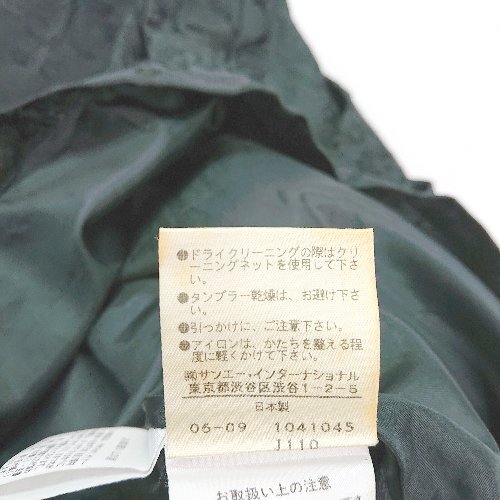 ●ドライクリーニングの際はクリ
ーニングネットを使用して下さ
い。
●タンブラー乾燥は、お避け下さ
い。
●引っかけに、ご注意下さい。
●アイロンは、かたちを整える程
度に軽くかけて下さい。
㈱サンエー・インターナショナル
東京都渋谷区渋谷1-2-5
日本製
06-09 1041045
J110
お取扱い上の注意